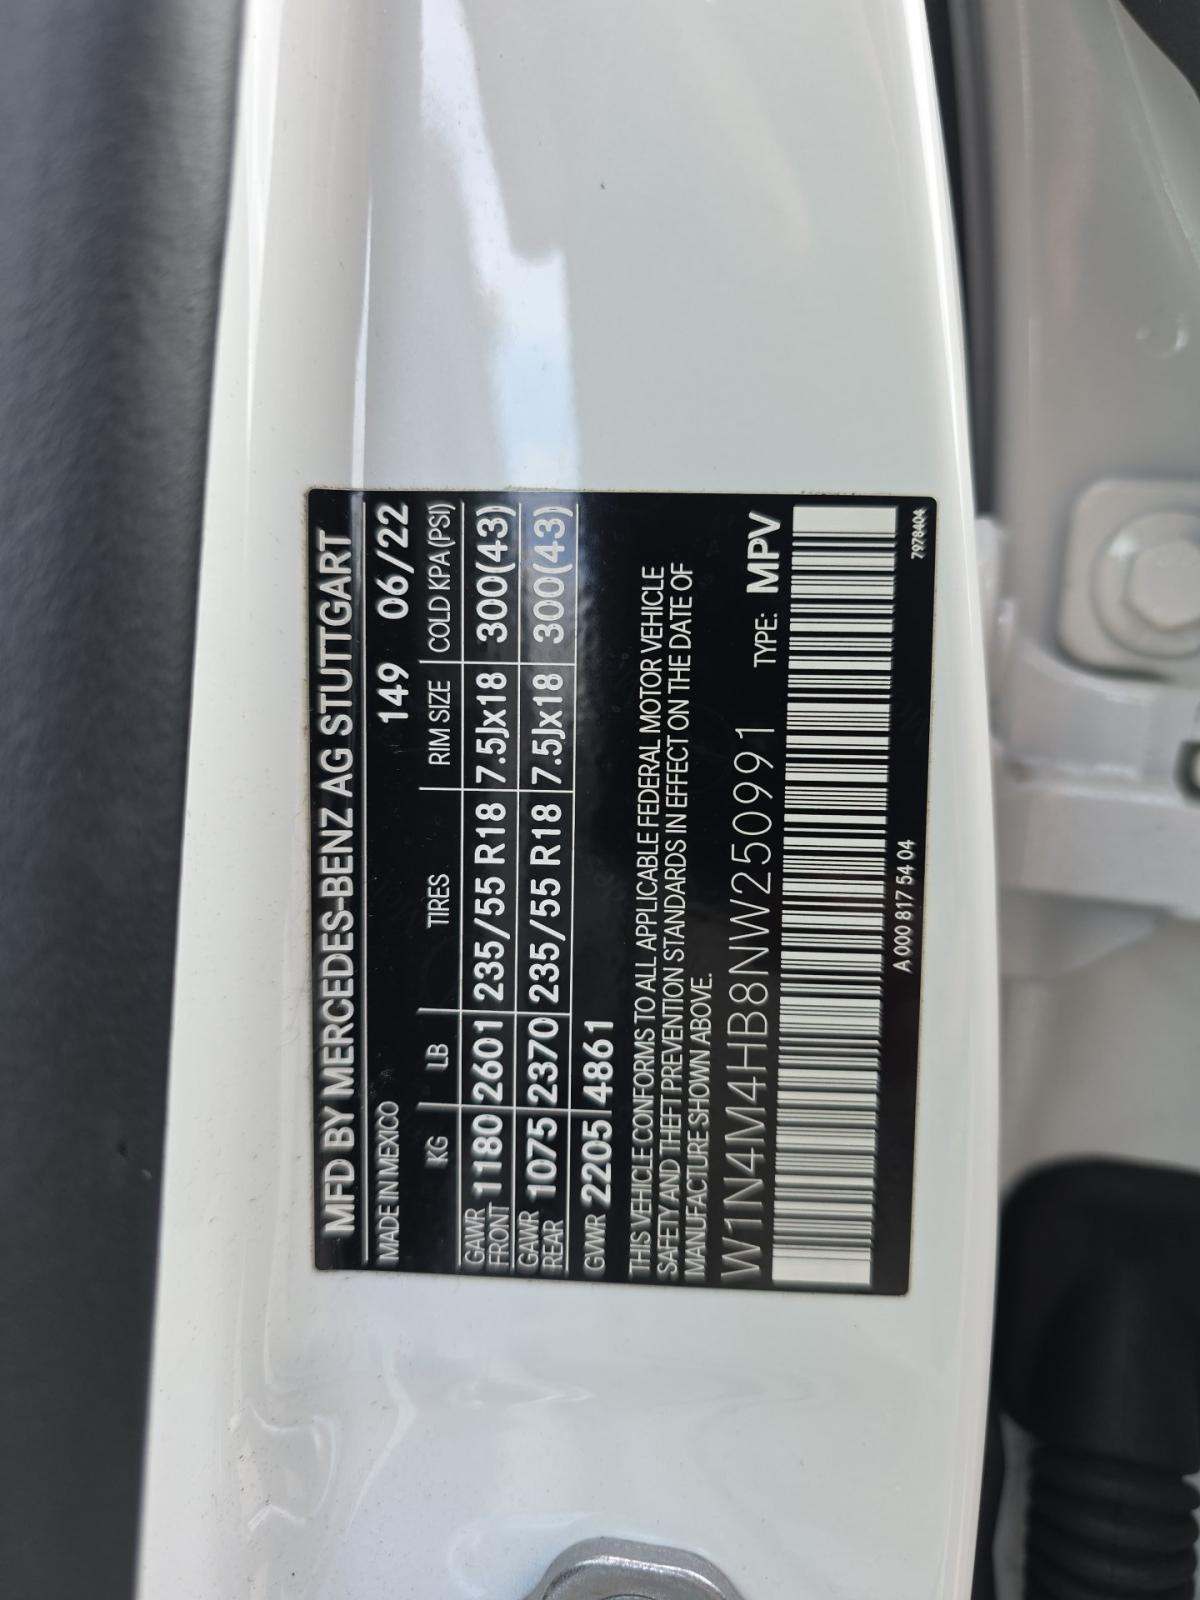 MFD BY MERCEDES-BENZ AG STUTTGART
MADE IN MEXICO 149 06/22
KG LB TIRES RIM SIZE COLD KPA(PSI)
GAWR FRONT 1180 2601 235/55 R18 7.5Jx18 300(43)
GAWR REAR 1075 2370 235/55 R18 7.5Jx18 300(43)
GVWR 2205 4861
THIS VEHICLE CONFORMS TO ALL APPLICABLE FEDERAL MOTOR VEHICLE
SAFETY AND THEFT PREVENTION STANDARDS IN EFFECT ON THE DATE OF
MANUFACTURE SHOWN ABOVE.
W1N4M4HB8NW250991 TYPE: MPV
A 000 817 54 04 7978404